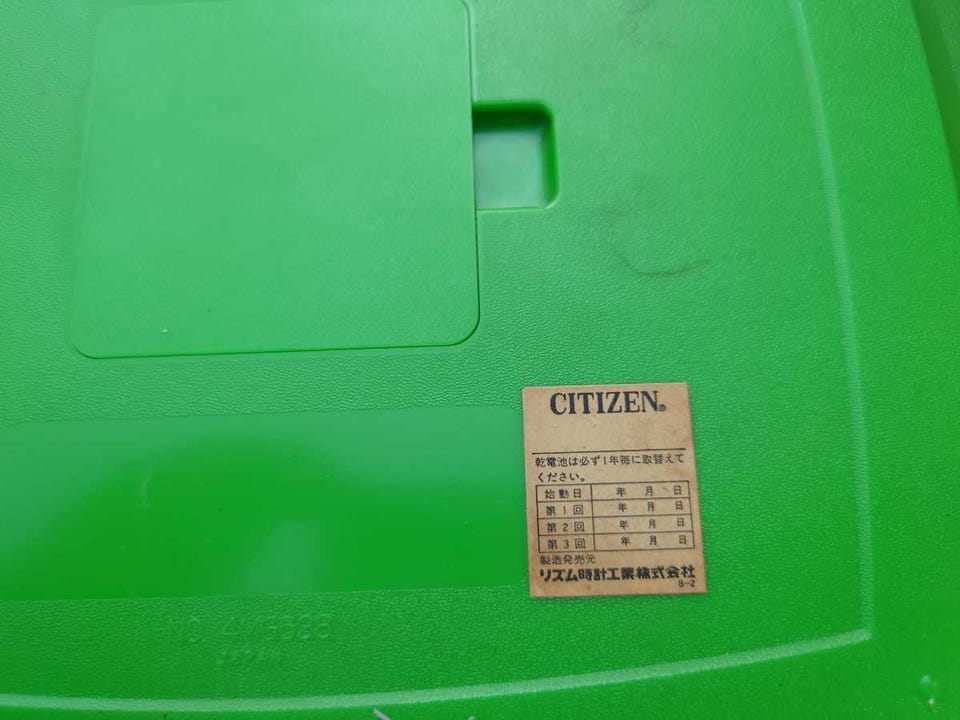 CITIZEN®
乾電池は必ず1年毎に取替えて
ください。
始動日 年 月 日
第1回 年 月 日
第2回 年 月 日
第3回 年 月 日
製造発売元
リズム時計工業株式会社
8-2
JAPAN